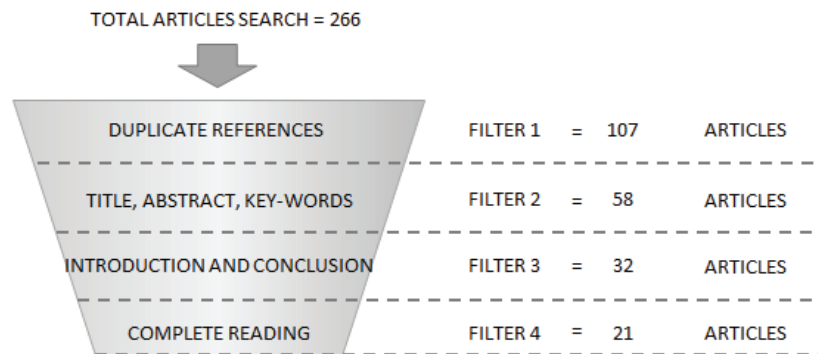 TOTAL ARTICLES SEARCH = 266
DUPLICATE REFERENCES FILTER 1 = 107 ARTICLES
TITLE, ABSTRACT, KEY-WORDS FILTER 2 = 58 ARTICLES
INTRODUCTION AND CONCLUSION FILTER 3 = 32 ARTICLES
COMPLETE READING FILTER 4 = 21 ARTICLES